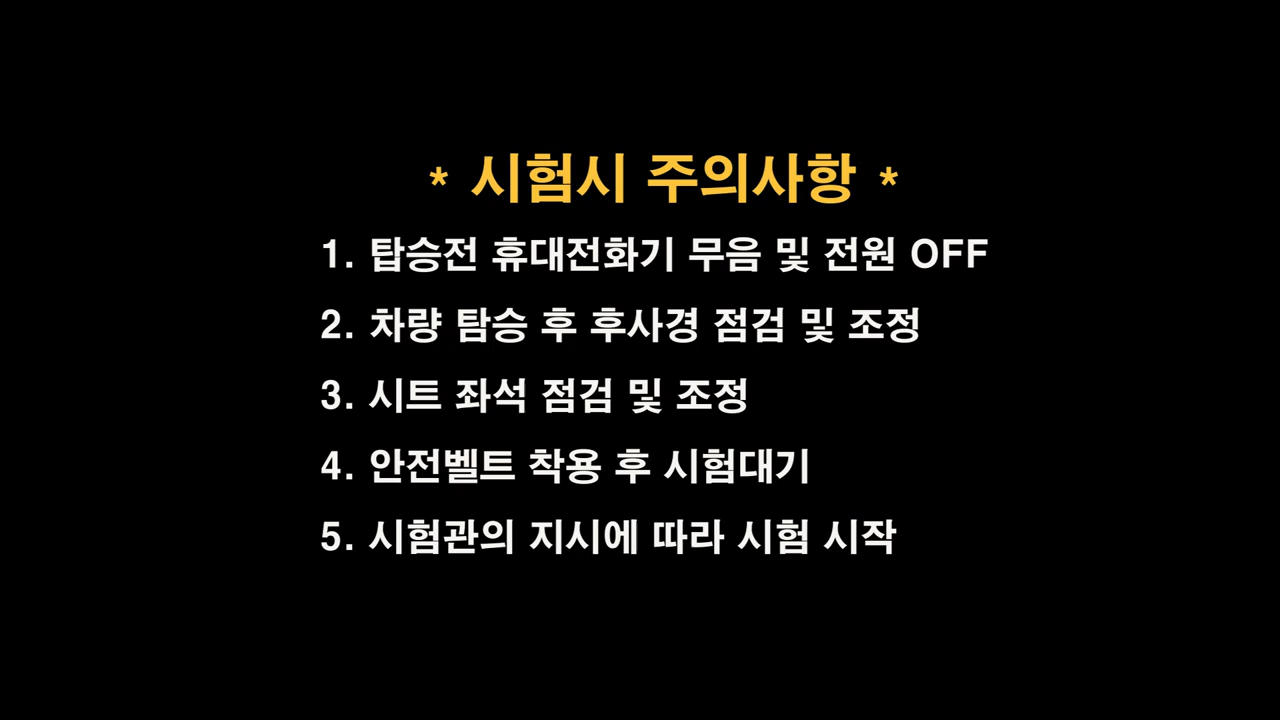 * 시험시 주의사항 *
1. 탑승전 휴대전화기 무음 및 전원 OFF
2. 차량 탐승 후 후사경 점검 및 조정
3. 시트 좌석 점검 및 조정
4. 안전벨트 착용 후 시험대기
5. 시험관의 지시에 따라 시험 시작